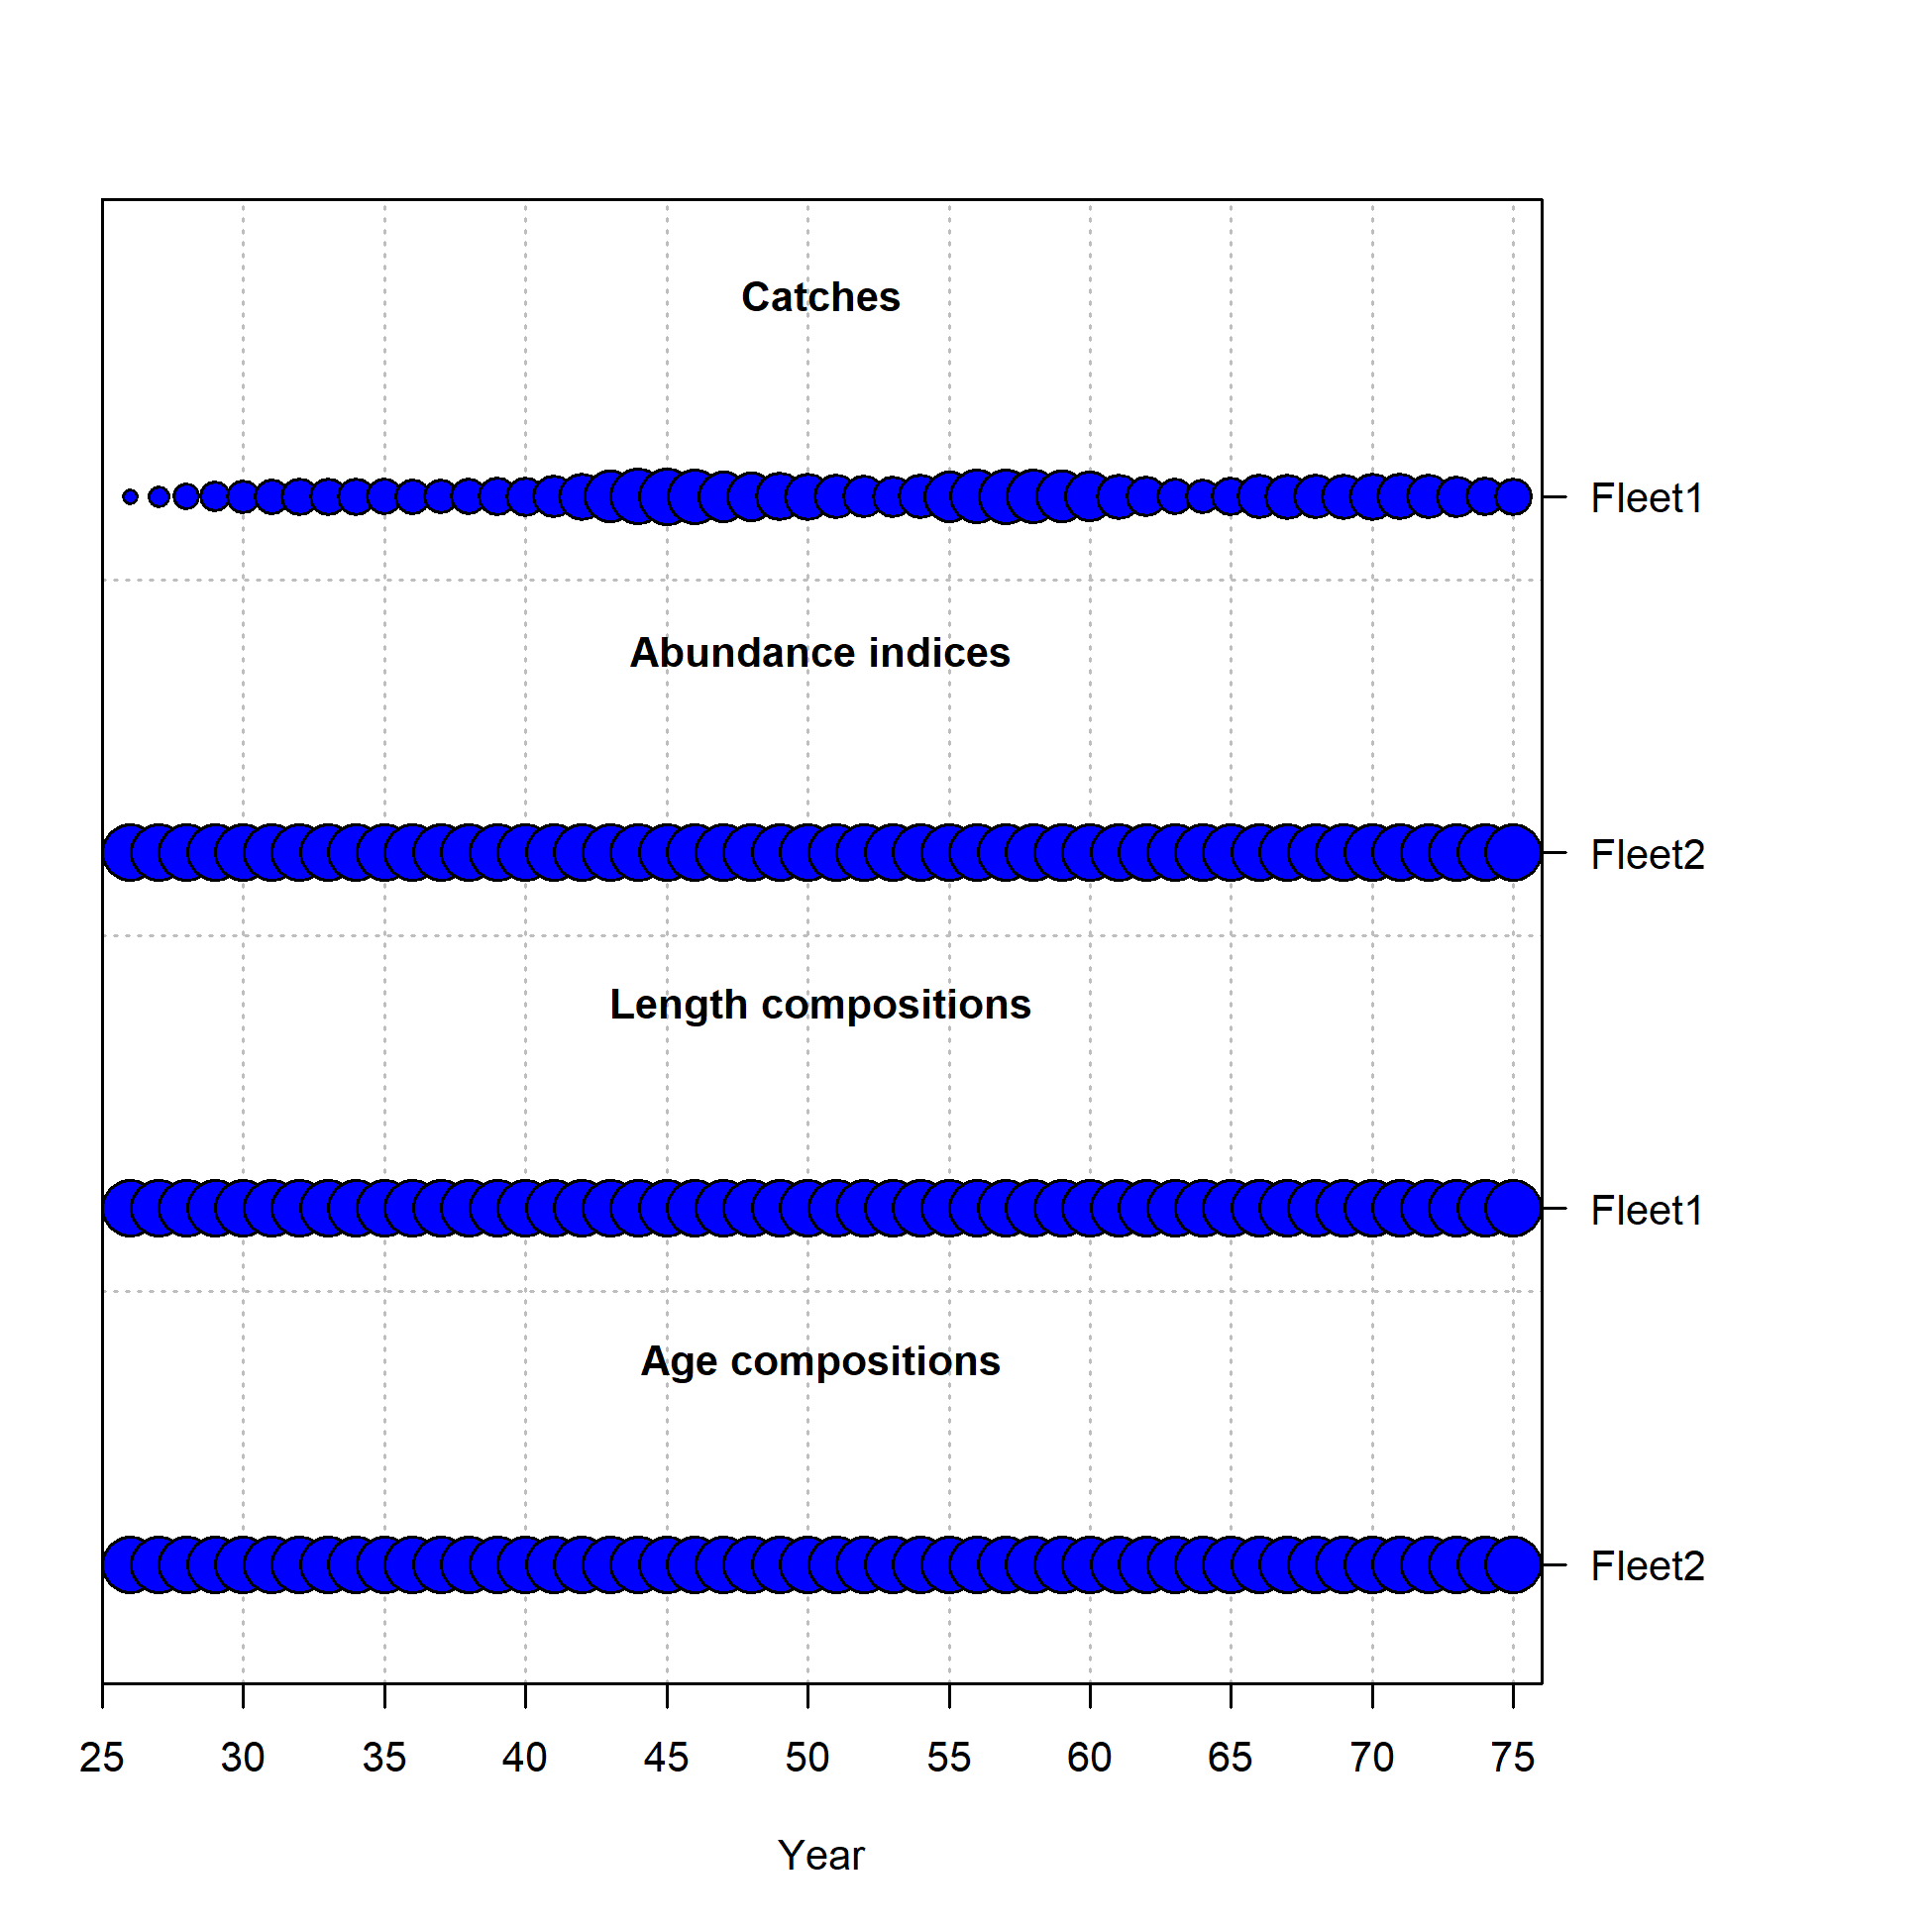 Catches
Fleet1
Abundance indices
Fleet2
Length compositions
Fleet1
Age compositions
Fleet2
25 30 35 40 45 50 55 60 65 70 75
Year